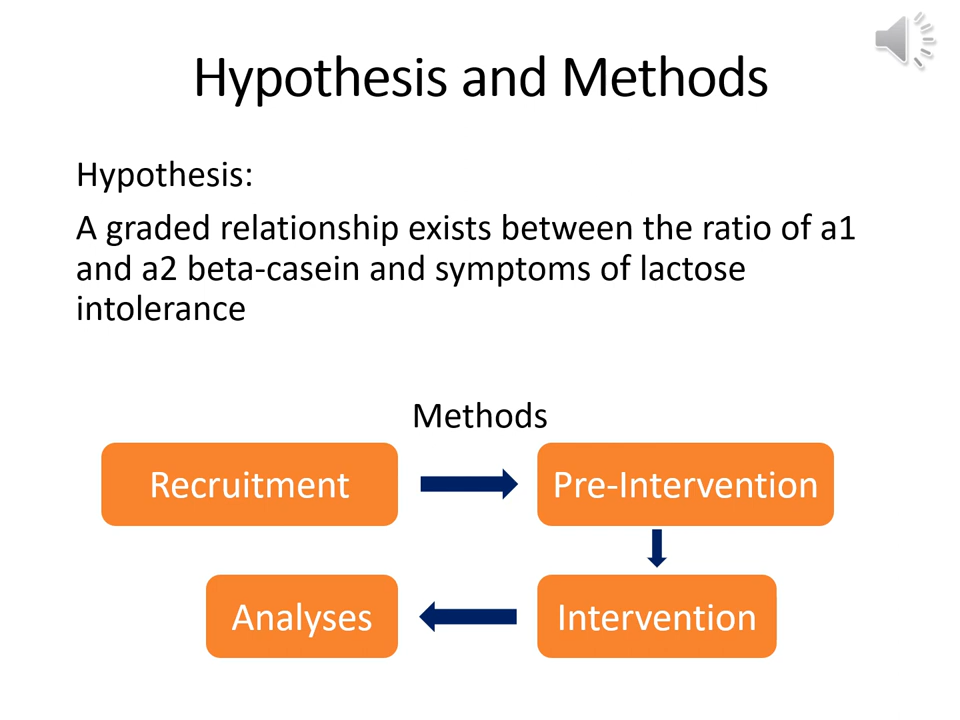 Hypothesis and Methods
Hypothesis:
A graded relationship exists between the ratio of a1
and a2 beta-casein and symptoms of lactose
intolerance
Methods
Recruitment
Pre-Intervention
Intervention
Analyses